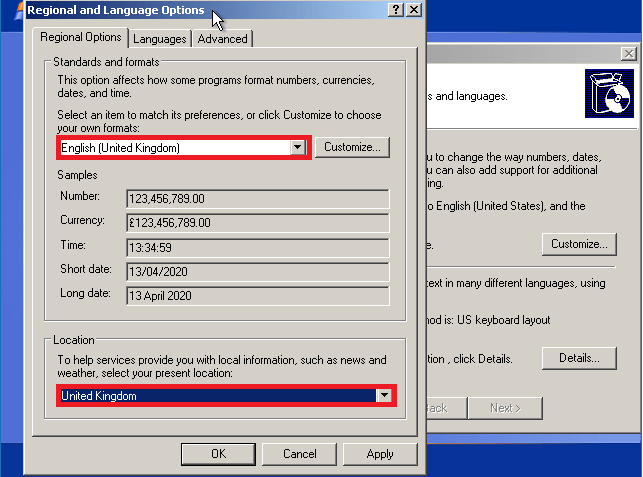 Regional and Language Options
Regional Options
Languages
Advanced
Standards and formats
This option affects how some programs format numbers, currencies,
dates, and time.
Select an item to match its preferences, or click Customize to choose
your own formats:
English (United Kingdom)
Customize...
Samples
Number:
123,456,789.00
Currency:
£123,456,789.00
Time:
13:34:59
Short date:
13/04/2020
Long date:
13 April 2020
Location
To help services provide you with local information, such as news and
weather, select your present location:
United Kingdom
OK
Cancel
Apply
s and languages.
u to change the way numbers, dates,
u can also add support for additional
ing.
o English (United States), and the
e.
Customize...
text in many different languages, using
nod is: US keyboard layout
tion , click Details.
Details...
Back
Next >